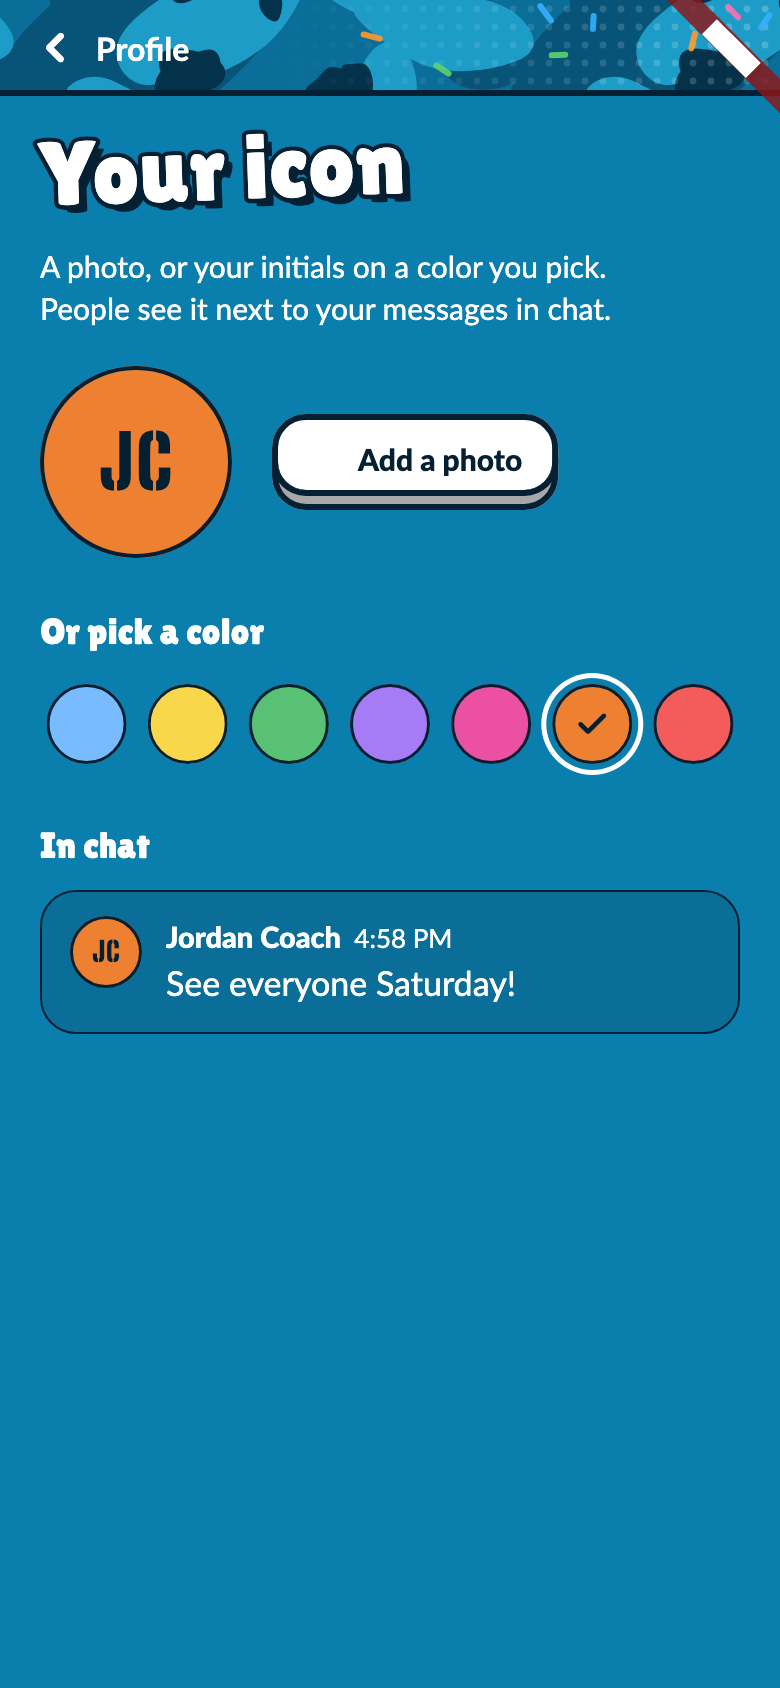 Profile
Your icon
A photo, or your initials on a color you pick.
People see it next to your messages in chat.
JC
Add a photo
Or pick a color
In chat
JC
Jordan Coach 4:58 PM
See everyone Saturday!